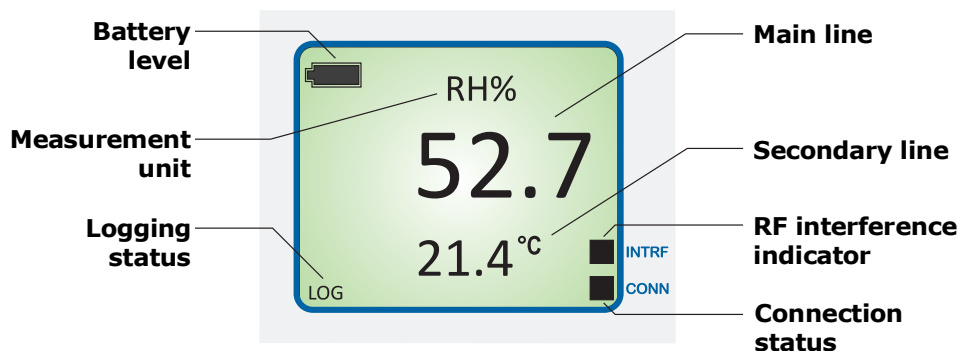 Battery
level
Measurement
unit
Logging
status
RH%
52.7
21.4 °C
LOG
INTRF
CONN
Main line
Secondary line
RF interference
indicator
Connection
status